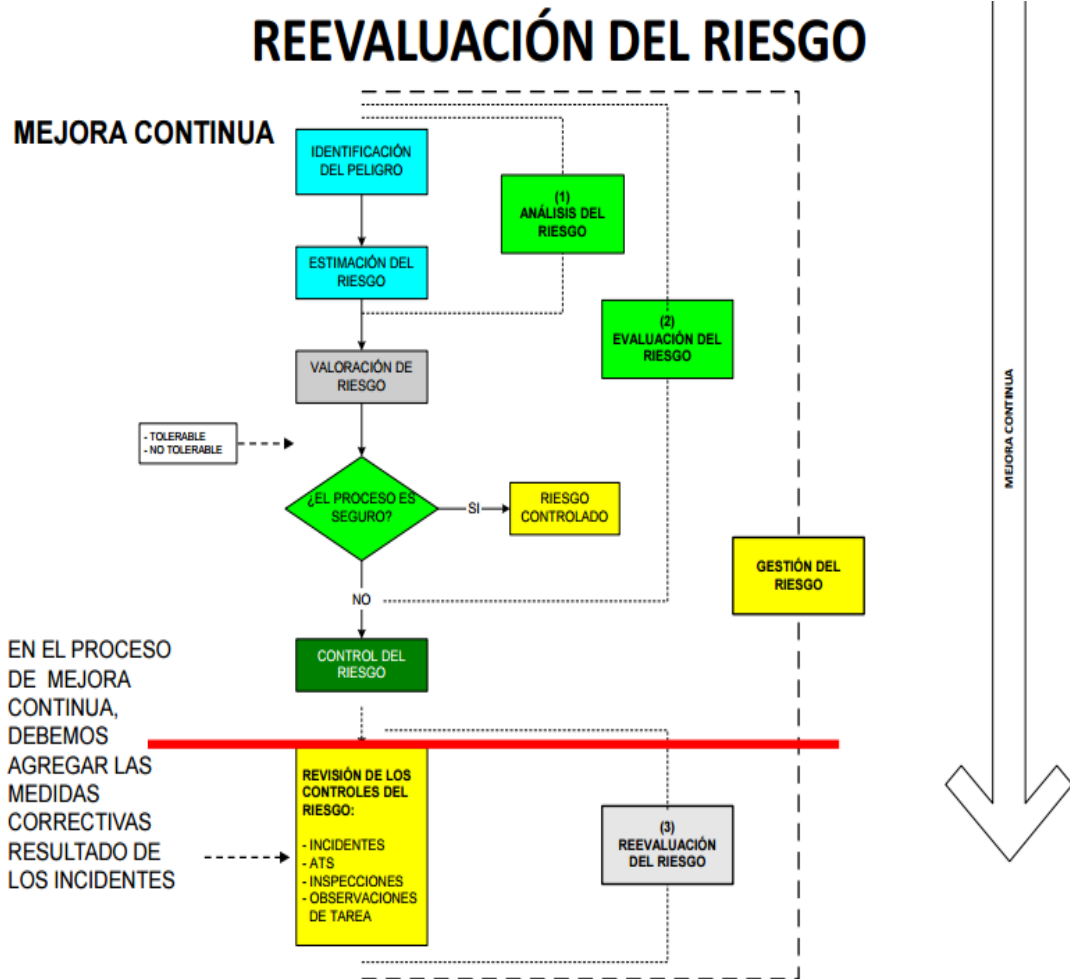 REEVALUACIÓN DEL RIESGO
MEJORA CONTINUA
IDENTIFICACIÓN
DEL PELIGRO
(1)
ANÁLISIS DEL
RIESGO
ESTIMACIÓN DEL
RIESGO
(2)
EVALUACIÓN DEL
RIESGO
VALORACIÓN DE
RIESGO
- TOLERABLE
- NO TOLERABLE
¿EL PROCESO ES
SEGURO?
SI
RIESGO
CONTROLADO
GESTIÓN DEL
RIESGO
NO
CONTROL DEL
RIESGO
EN EL PROCESO
DE MEJORA
CONTINUA,
DEBEMOS
AGREGAR LAS
MEDIDAS
CORRECTIVAS
RESULTADO DE
LOS INCIDENTES
REVISIÓN DE LOS
CONTROLES DEL
RIESGO:
- INCIDENTES
- ATS
- INSPECCIONES
- OBSERVACIONES
DE TAREA
(3)
REEVALUACIÓN
DEL RIESGO
MEJORA CONTINUA